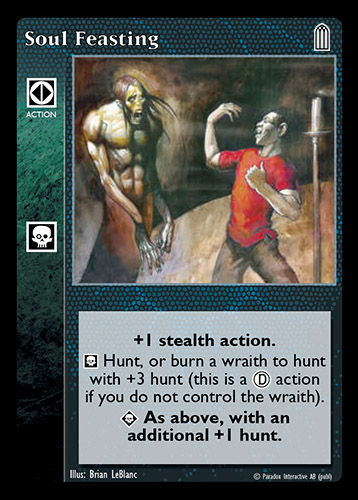 Soul Feasting
ACTION
+1 stealth action.
Hunt, or burn a wraith to hunt
with +3 hunt (this is a D action
if you do not control the wraith).
As above, with an
additional +1 hunt.
Illus: Brian LeBlanc
© Paradox Interactive AB (publ)